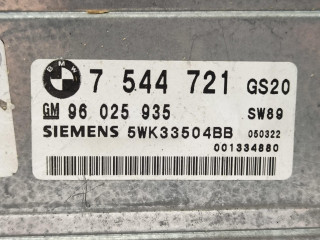 BMW 7 544 721 GS20
GM 96 025 935 SW89
SIEMENS 5WK33504BB 050322
001334880